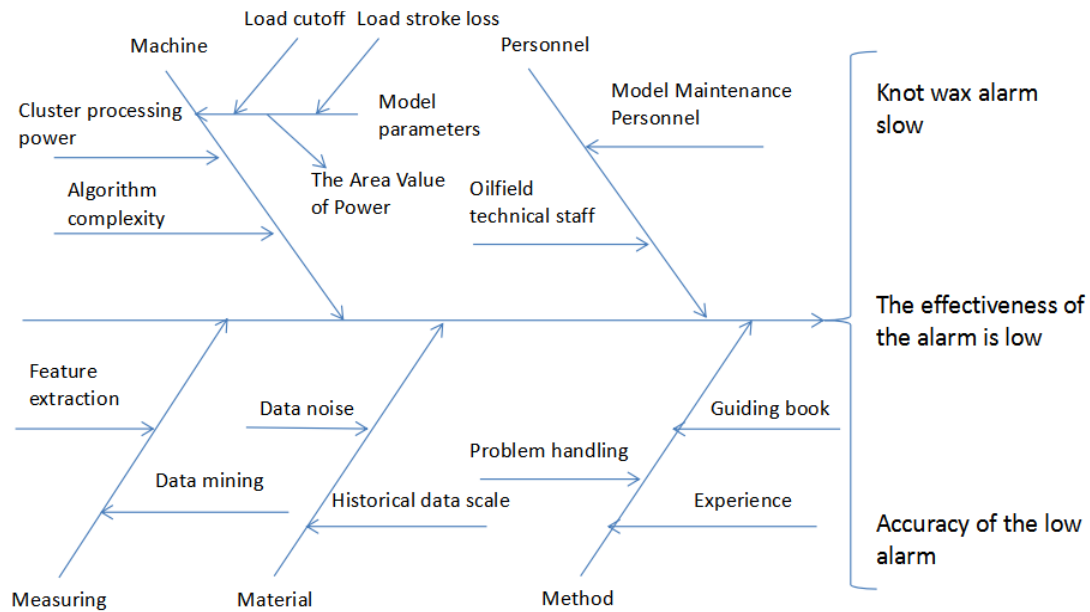 Load cutoff
Load stroke loss
Machine
Personnel
Cluster processing
power
Model
parameters
Model Maintenance
Personnel
Knot wax alarm
slow
Algorithm
complexity
The Area Value
of Power
Oilfield
technical staff
The effectiveness of
the alarm is low
Feature
extraction
Data noise
Guiding book
Problem handling
Data mining
Historical data scale
Experience
Accuracy of the low
alarm
Measuring
Material
Method